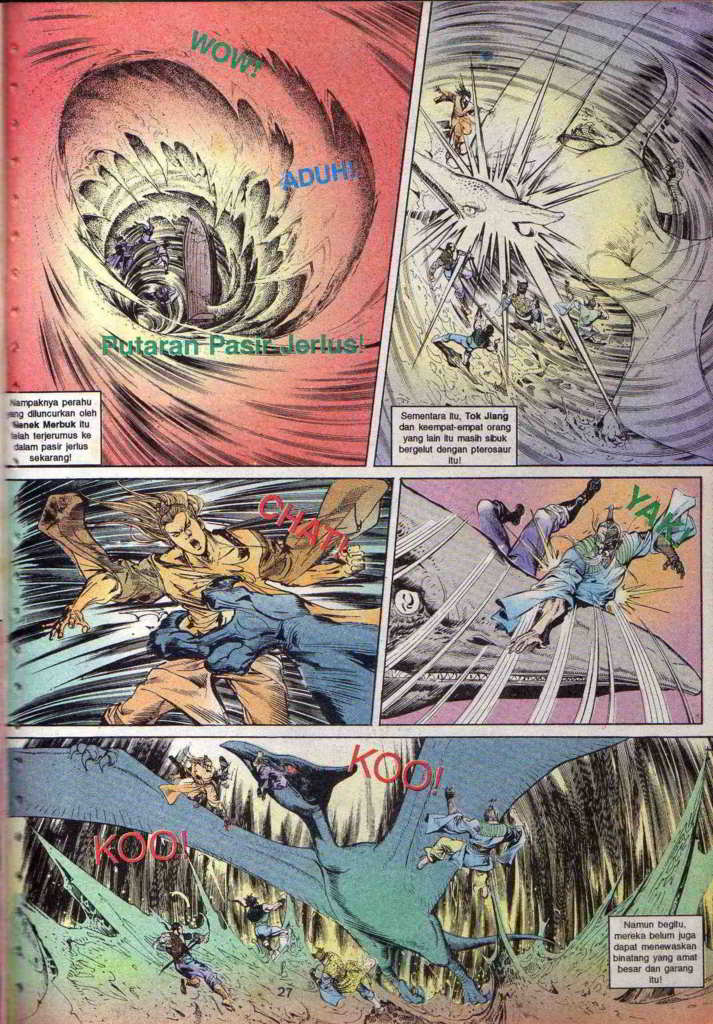 WOW!
ADUH!
Putaran Pasir Jerlus!
Nampaknya perahu
yang diluncurkan oleh
Nenek Merbuk itu
telah terjerumus ke
dalam pasir jerlus
sekarang!
Sementara itu, Tok Jiang
dan keempat-empat orang
yang lain itu masih sibuk
bergelut dengan pterosaur
itu!
CHAT!
YAK!
KOO!
KOO!
Namun begitu,
mereka belum juga
dapat menewaskan
binatang yang amat
besar dan garang
itu!
27